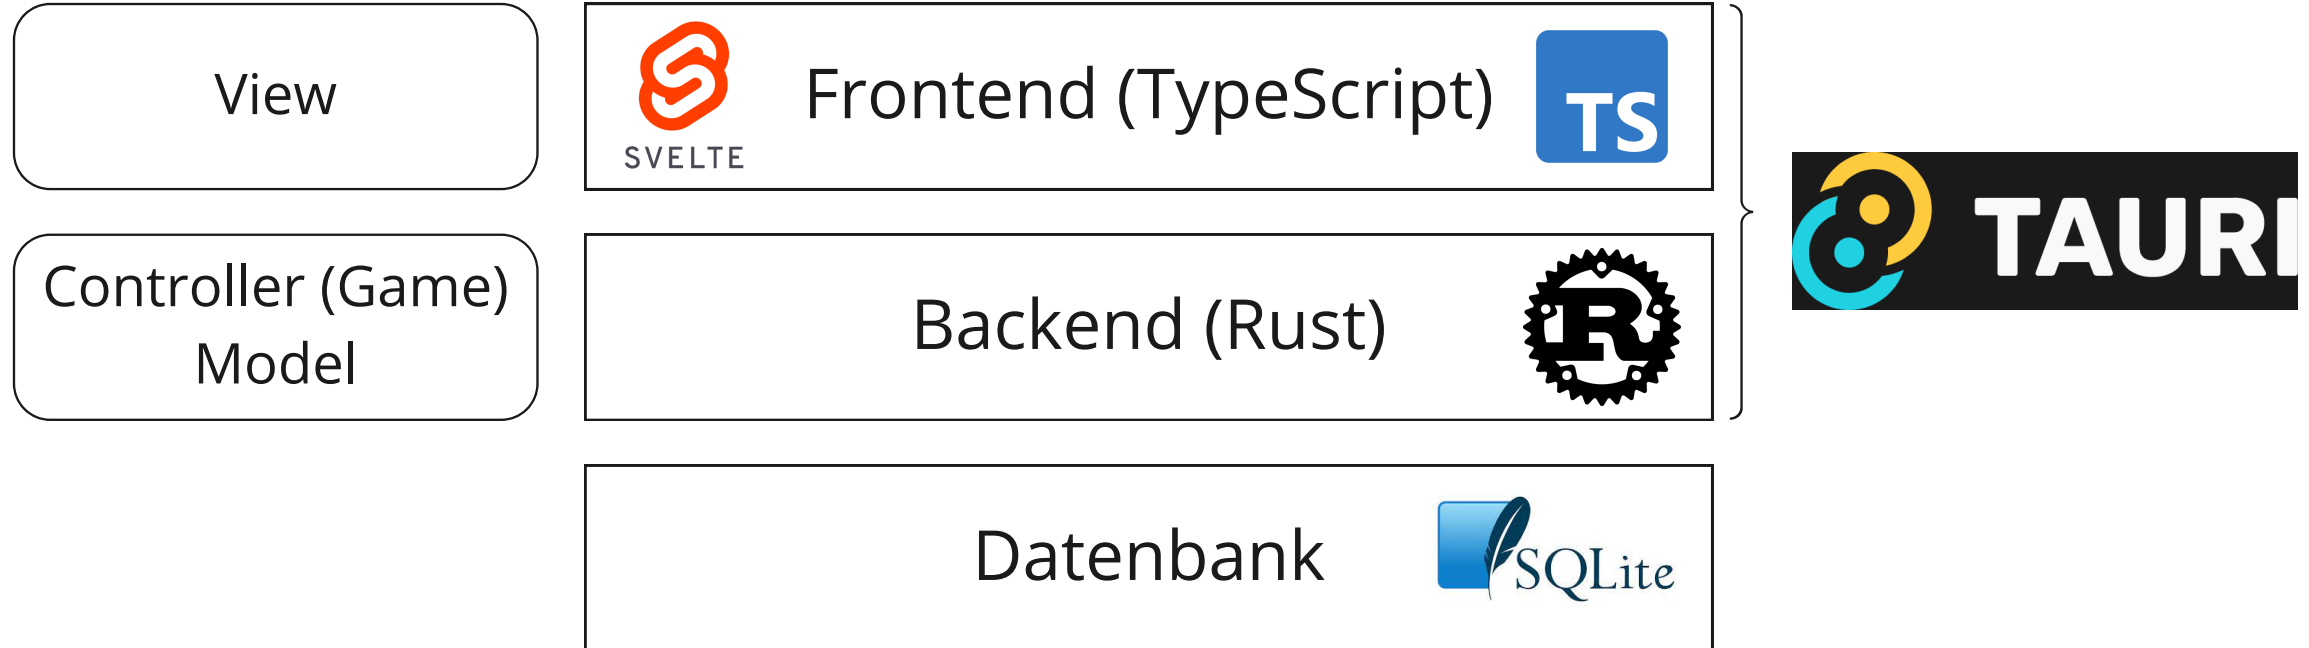 View
SVELTE
Frontend (TypeScript)
TS
Controller (Game)
Model
Backend (Rust)
R
TAURI
Datenbank
SQLite